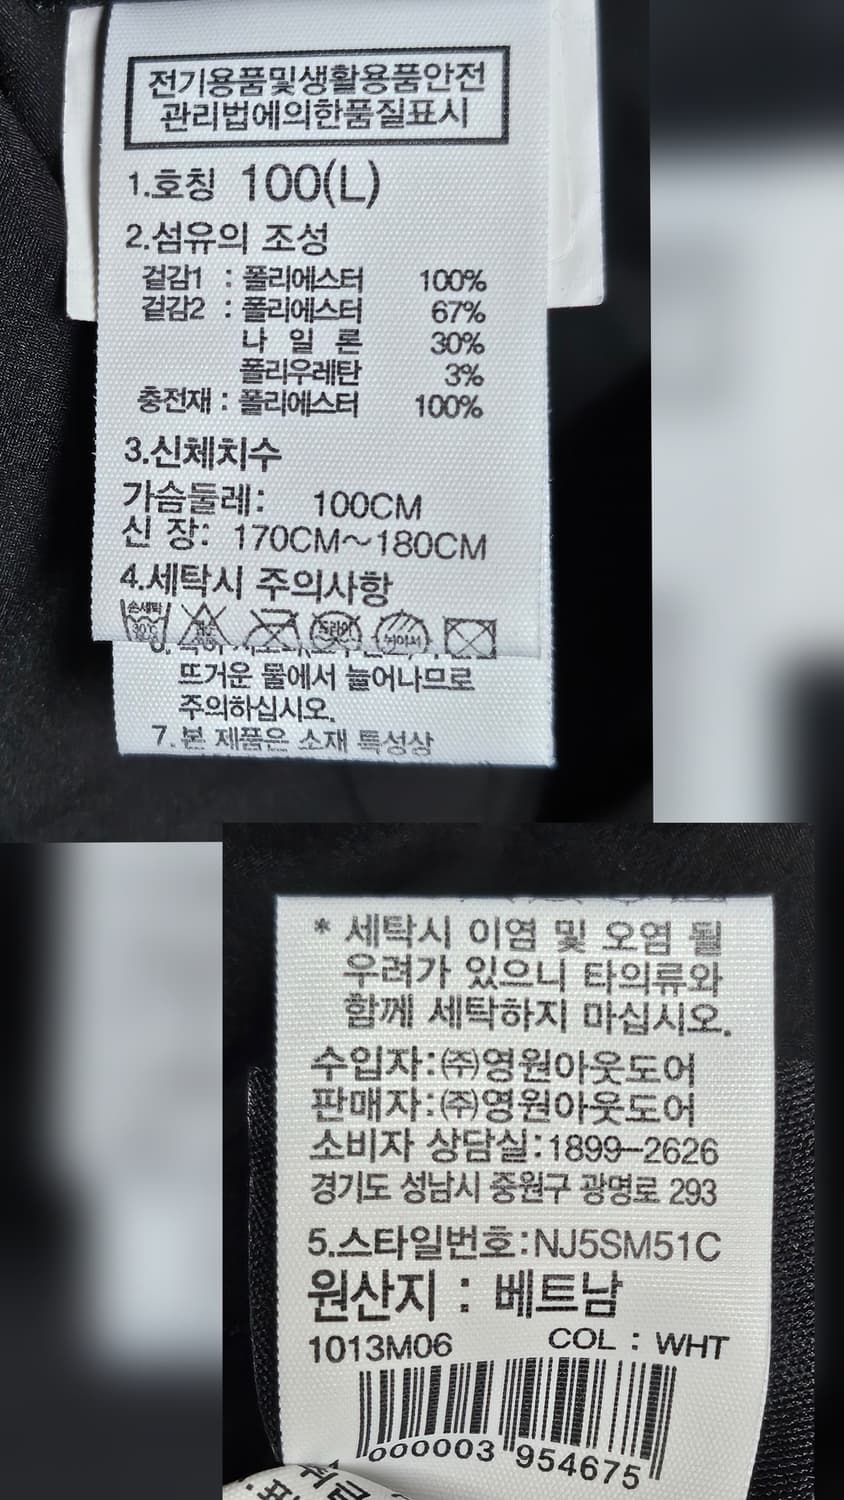 전기용품및생활용품안전
관리법에의한품질표시
1.호칭 100(L)
2.섬유의 조성
겉감1 : 폴리에스터 100%
겉감2 : 폴리에스터 67%
나 일 론 30%
폴리우레탄 3%
충전재 : 폴리에스터 100%
3.신체치수
가슴둘레: 100CM
신 장: 170CM~180CM
4.세탁시 주의사항
손세탁
30℃
드라이
뉘어서
뜨거운 물에서 늘어나므로
주의하십시오.
7.본 제품은 소재 특성상
* 세탁시 이염 및 오염 될
우려가 있으니 타의류와
함께 세탁하지 마십시오.
수입자:㈜영원아웃도어
판매자:㈜영원아웃도어
소비자 상담실:1899-2626
경기도 성남시 중원구 광명로 293
5.스타일번호:NJ5SM51C
원산지 : 베트남
1013M06 COL : WHT
000003 954675